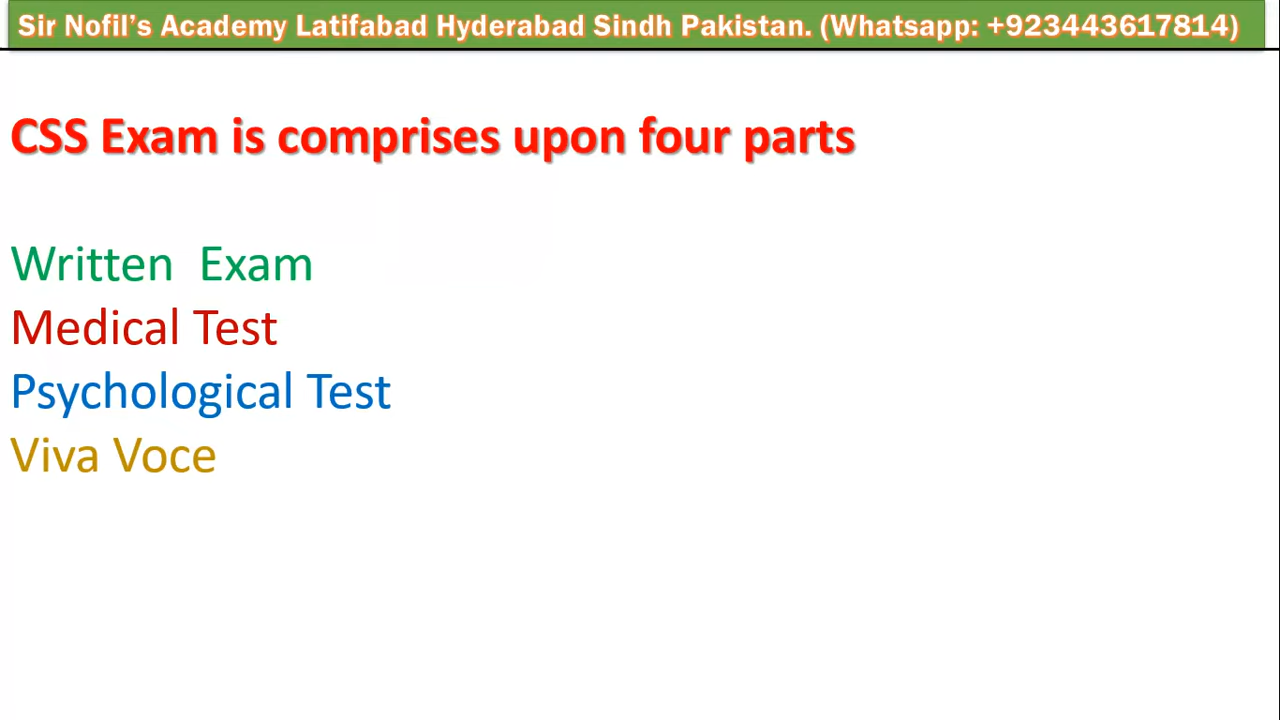 Sir Nofil’s Academy Latifabad Hyderabad Sindh Pakistan. (Whatsapp: +923443617814)
CSS Exam is comprises upon four parts
Written Exam
Medical Test
Psychological Test
Viva Voce